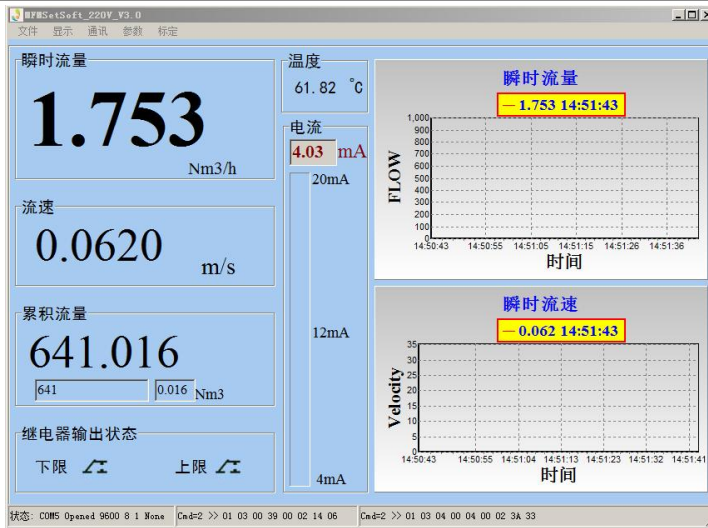 MFMSetSoft_220V_V3.0
文件 显示 通讯 参数 标定
瞬时流量
1.753
Nm3/h
流速
0.0620
m/s
累积流量
641.016
641 0.016 Nm3
继电器输出状态
下限 上限
温度
61.82 ℃
电流
4.03 mA
20mA
12mA
4mA
瞬时流量
— 1.753 14:51:43
FLOW
1,000
900
800
700
600
500
400
300
200
100
0
14:50:43 14:50:55 14:51:05 14:51:15 14:51:26 14:51:36
时间
瞬时流速
— 0.062 14:51:43
Velocity
35
30
25
20
15
10
5
0
14:50:43 14:50:55 14:51:04 14:51:13 14:51:23 14:51:32 14:51:41
时间
状态: COM5 Opened 9600 8 1 None Cmd=2 >> 01 03 00 39 00 02 14 06 Cmd=2 >> 01 03 04 00 04 00 02 3A 33